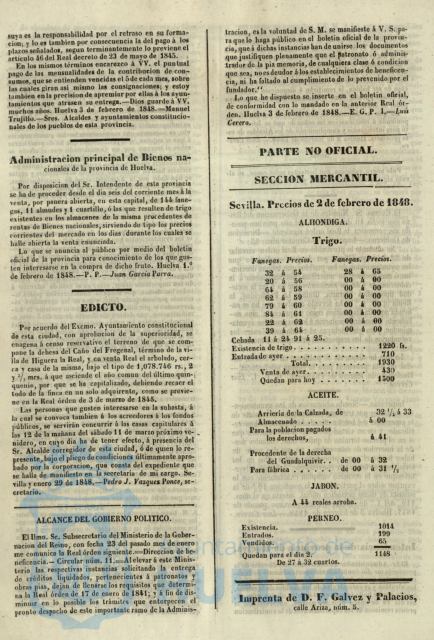 suya es la responsabilidad por el retraso en su forma-
cion; y lo es tambien por consecuencia la del pago á los
plazos señalados, segun terminantemente lo previene el
artículo 46 del Real decreto de 23 de mayo de 1845.
En los mismos términos encarezco á VV. el puntual
pago de las mensualidades de la contribucion de con-
sumos, que se entienden vencidas el 5 de cada mes, sobre
las cuales giran así mismo las consignaciones; y estoy
tambien en la precision de apremiar por ellas á los ayun-
tamientos que atrasen su entrega.—Dios guarde á VV.
muchos años. Huelva 3 de febrero de 1848.—Manuel
Trujillo.—Sres. Alcaldes y ayuntamientos constitucio-
nales de los pueblos de esta provincia.
Administracion principal de Bienes na-
cionales de la provincia de Huelva.
Por disposicion del Sr. Intendente de esta provincia
se ha de proceder desde el dia seis del corriente mes á la
venta, por panera abierta, en esta capital, de 144 fane-
gas, 11 almudes y 1 cuartillo, ó las que resulten de trigo
existentes en los almacenes de la misma procedentes de
rentas de Bienes nacionales, sirviendo de tipo los precios
corrientes del mercado en los dias durante los cuales se
halle abierta la venta enunciada.
Lo que se anuncia al público por medio del boletin
oficial de la provincia para conocimiento de los que gus-
ten interesarse en la compra de dicho fruto. Huelva 1.º
de febrero de 1848.—P. P.—Juan García Parra.
EDICTO.
Por acuerdo del Excmo. Ayuntamiento constitucional
de esta ciudad, con aprobacion de la superioridad, se
enagena á censo reservativo el terreno de que se com-
pone la dehesa del Caño del Fregenal, término de la vi-
lla de Higuera la Real, y en venta Real el arbolado, cer-
ca y casa de la misma, bajo el tipo de 1,078.746 rs., 2
y 2/7 mrs. á que asciende el año comun del último quin-
quenio, por que se ha capitalizado, debiendo recaer el
todo de la finca en un solo adquirente, como se provie-
ne en la Real órden de 3 de marzo de 1845.
Las personas que gusten interesarse en la subasta, á
la cual se convoca tambien á los acreedores á los fondos
públicos, se servirán concurrir á las casas capitulares á
las 12 de la mañana del sábado 11 de marzo próximo ve-
nidero, en cuyo dia ha de tener efecto, á presencia del
Sr. Alcalde corregidor de esta ciudad, ó de quien lo re-
presente, bajo el pliego de condiciones últimamente apro-
bado por la corporacion, que consta del expediente que
se halla de manifiesto en la secretaría de mi cargo. Se-
villa y enero 29 de 1848.—Pedro J. Vazquez Ponce, se-
cretario.
ALCANCE DEL GOBIERNO POLITICO.
El Ilmo. Sr. Subsecretario del Ministerio de la Gober-
nacion del Reino, con fecha 23 del pasado mes de enero
me comunica la Real órden siguiente.—Direccion de be-
neficencia.—Circular núm. 11.—Al elevar á este Minis-
terio las respectivas instancias solicitando la entrega
de créditos líquidados, pertenecientes á patronatos y
obras pias, dejan de llenarse los requisitos que determi-
na la Real órden de 17 de enero de 1841; y á fin de dis-
minuir en lo posible los trámites que entorpecen el
pronto despacho de este importante ramo de la Adminis-
tracion, es la voluntad de S. M. se manifieste á V. S. pa-
ra que lo haga público en el boletin oficial de la provin-
cia, que á dichas instancias han de unirse los documentos
que justifiquen plenamente que el patronato ó adminis-
trador de la pia memoria, de cualquiera clase ó condicion
que sea, no es deudor á los establecimientos de beneficen-
cia, ni ha faltado al cumplimiento de lo prevenido por el
fundador."
Lo que he dispuesto se inserte en el boletin oficial,
de conformidad con lo mandado en la anterior Real ór-
den. Huelva 3 de febrero de 1848.—E. G. P. I.—Luis
Cerero.
PARTE NO OFICIAL.
SECCION MERCANTIL.
Sevilla. Precios de 2 de febrero de 1848.
ALHONDIGA.
Trigo.
Fanegas. Precios. Fanegas. Precios.
32 á 54 28 á 65
20 á 56 00 á 00
64 á 58 00 á 00
62 á 59 00 á 00
79 á 60 00 á 00
84 á 61 00 á 00
22 á 62 00 á 00
39 á 64 00 á 00
Cebada 11 á 24 91 á 25.
Existencia de trigo . . . . . . 1220 fs.
Entrada de ayer . . . . . . 710
Total. . . . . . 1930
Venta de ayer. . . . . . 430
Quedan para hoy . . . . . . 1500
ACEITE.
Arriería de la Calzada, de 32 1/2 á 33
Almacenado . . . . á 00
Para la poblacion pagados
los derechos, á 41
Procedente de la derecha
del Guadalquivir. . de 00 á 32
Para fábrica . . . . de 00 á 31 1/2
JABON.
A 44 reales arroba.
PERNEO.
Existencia. 1014
Entrados. 199
Vendidos. 65
Quedan para el dia 2. 1148
De 27 á 32 cuartos.
Imprenta de D. F. Galvez y Palacios,
calle Ariza, núm. 5.
Ayuntamiento de
HUELVA